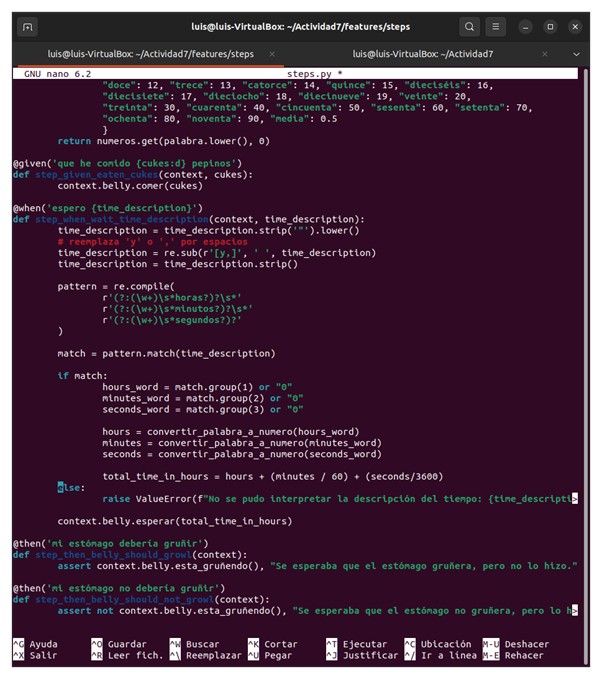 luis@luis-VirtualBox: ~/Actividad7/features/steps
luis@luis-VirtualBox: ~/Actividad7/features/steps × luis@luis-VirtualBox: ~/Actividad7 ×
GNU nano 6.2 steps.py *
"doce": 12, "trece": 13, "catorce": 14, "quince": 15, "dieciséis": 16,
"diecisiete": 17, "dieciocho": 18, "diecinueve": 19, "veinte": 20,
"treinta": 30, "cuarenta": 40, "cincuenta": 50, "sesenta": 60, "setenta": 70,
"ochenta": 80, "noventa": 90, "media": 0.5
}
return numeros.get(palabra.lower(), 0)
@given('que he comido {cukes:d} pepinos')
def step_given_eaten_cukes(context, cukes):
context.belly.comer(cukes)
@when('espero {time_description}')
def step_when_wait_time_description(context, time_description):
time_description = time_description.strip('"').lower()
# reemplaza 'y' o ',' por espacios
time_description = re.sub(r'[y,]', ' ', time_description)
time_description = time_description.strip()
pattern = re.compile(
r'(?:(\w+)\s*horas?)?\s*'
r'(?:(\w+)\s*minutos?)?\s*'
r'(?:(\w+)\s*segundos?)?'
)
match = pattern.match(time_description)
if match:
hours_word = match.group(1) or "0"
minutes_word = match.group(2) or "0"
seconds_word = match.group(3) or "0"
hours = convertir_palabra_a_numero(hours_word)
minutes = convertir_palabra_a_numero(minutes_word)
seconds = convertir_palabra_a_numero(seconds_word)
total_time_in_hours = hours + (minutes / 60) + (seconds/3600)
else:
raise ValueError(f"No se pudo interpretar la descripción del tiempo: {time_descripti>
context.belly.esperar(total_time_in_hours)
@then('mi estómago debería gruñir')
def step_then_belly_should_growl(context):
assert context.belly.esta_gruñendo(), "Se esperaba que el estómago gruñera, pero no lo hizo."
@then('mi estómago no debería gruñir')
def step_then_belly_should_not_growl(context):
assert not context.belly.esta_gruñendo(), "Se esperaba que el estómago no gruñera, pero lo h>
^G Ayuda ^O Guardar ^W Buscar ^K Cortar ^T Ejecutar ^C Ubicación M-U Deshacer
^X Salir ^R Leer fich. ^\ Reemplazar ^U Pegar ^J Justificar ^/ Ir a línea M-E Rehacer